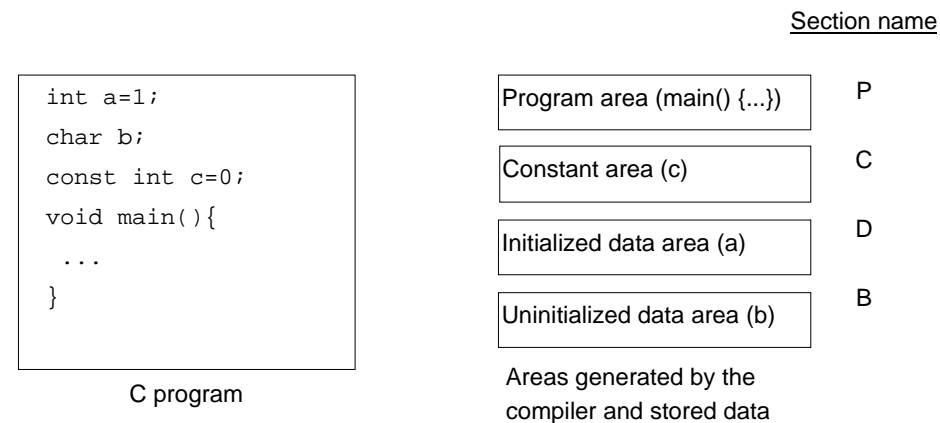 Section name
int a=1;
char b;
const int c=0;
void main(){
...
}
C program
Program area (main() {...})
P
Constant area (c)
C
Initialized data area (a)
D
Uninitialized data area (b)
B
Areas generated by the
compiler and stored data